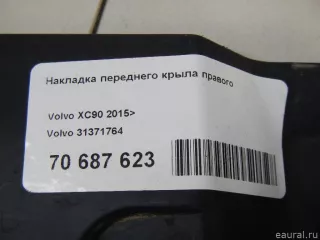 Накладка переднего крыла правого
Volvo XC90 2015>
Volvo 31371764
70 687 623
eaural.ru